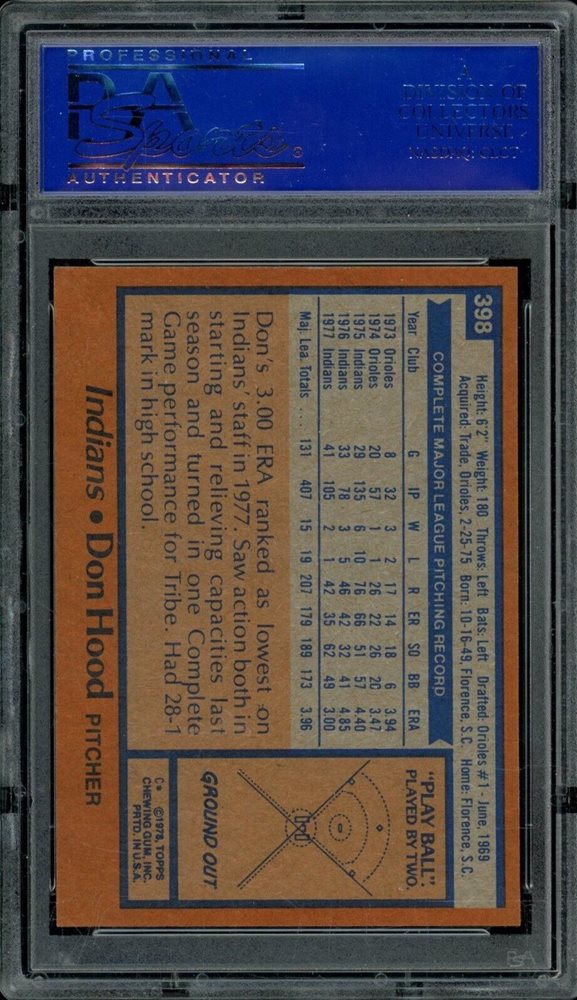 PROFESSIONAL
PSA
Sports®
AUTHENTICATOR
A
DIVISION OF
COLLECTORS
UNIVERSE
NASDAQ: CLCT
398
Height: 6'2" Weight: 180 Throws: Left Bats: Left Drafted: Orioles #1 - June, 1969
Acquired: Trade, Orioles, 2-25-75 Born: 10-16-49, Florence, S.C. Home: Florence, S.C.
COMPLETE MAJOR LEAGUE PITCHING RECORD
Year Club G IP W L R ER SO BB ERA
1973 Orioles 8 32 3 2 17 14 18 6 3.94
1974 Orioles 20 57 1 1 26 22 26 20 3.47
1975 Indians 29 135 6 10 76 66 51 57 4.40
1976 Indians 33 78 3 5 46 42 32 41 4.85
1977 Indians 41 105 2 1 42 35 62 49 3.00
Maj. Lea. Totals 131 407 15 19 207 179 189 173 3.96
Don's 3.00 ERA ranked as lowest on
Indians' staff in 1977. Saw action both in
starting and relieving capacities last
season and turned in one Complete
Game performance for Tribe. Had 28-1
mark in high school.
"PLAY BALL":
PLAYED BY TWO.
GROUND OUT
Indians • Don Hood PITCHER
C* ©1978, TOPPS
CHEWING GUM, INC.
PRTD. IN U.S.A.
PSA